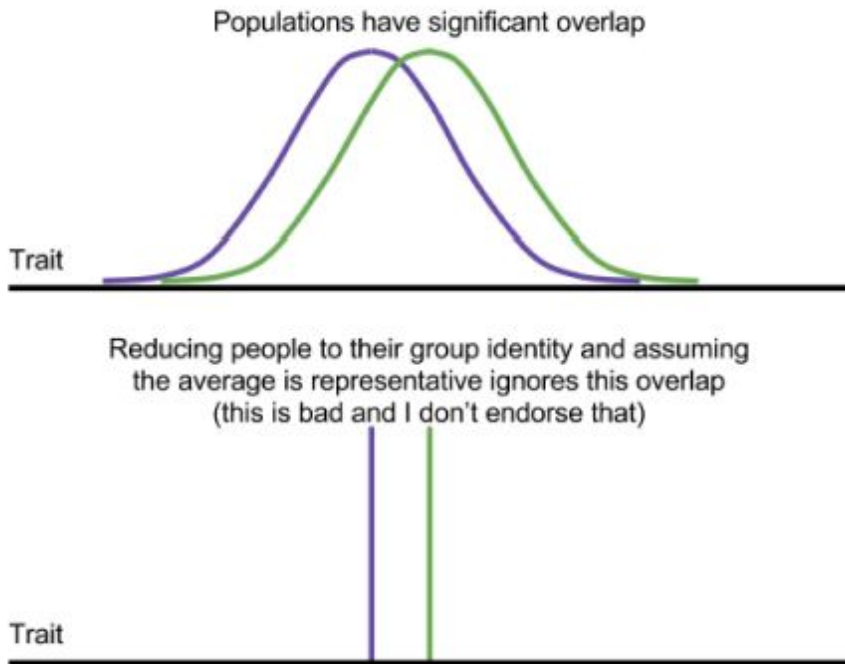 Populations have significant overlap
Trait
Reducing people to their group identity and assuming
the average is representative ignores this overlap
(this is bad and I don't endorse that)
Trait